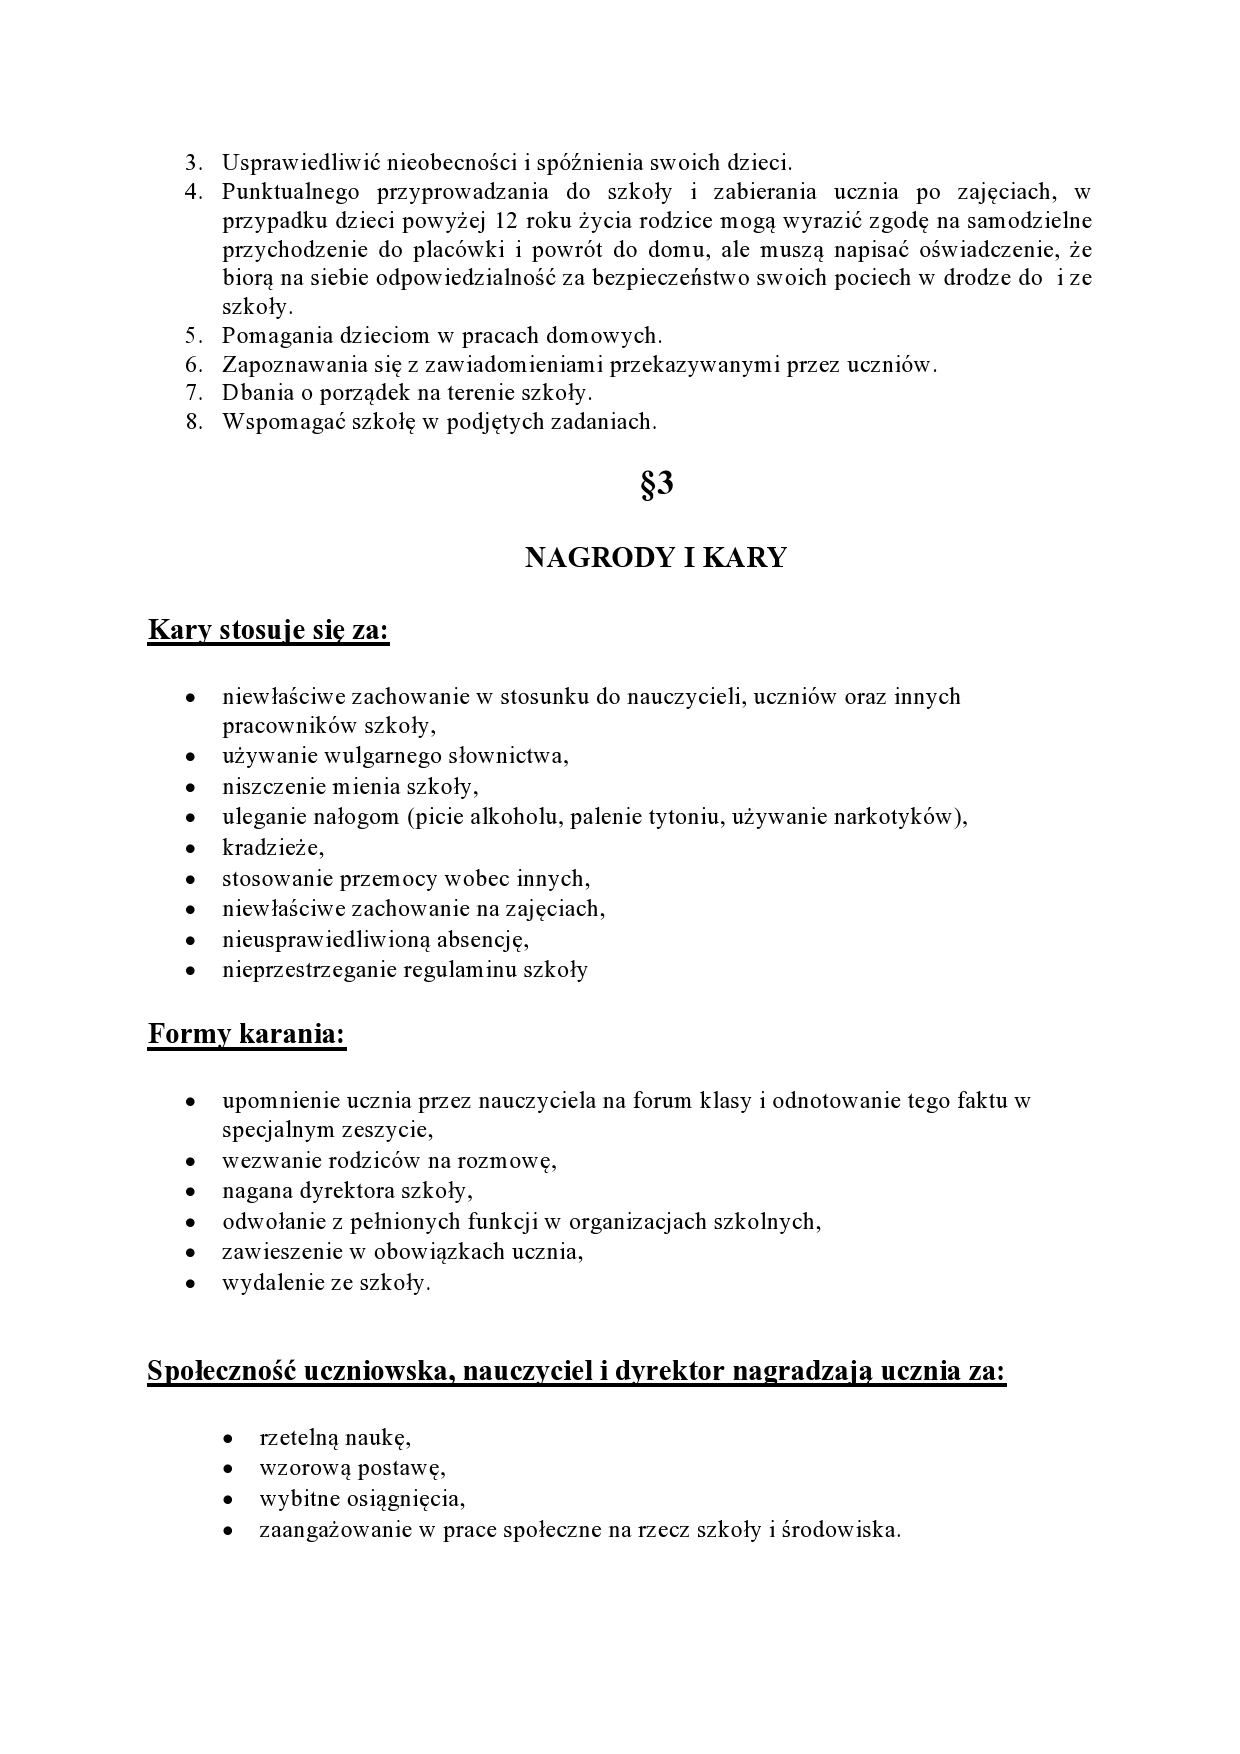 3. Usprawiedliwić nieobecności i spóźnienia swoich dzieci.
4. Punktualnego przyprowadzania do szkoły i zabierania ucznia po zajęciach, w
przypadku dzieci powyżej 12 roku życia rodzice mogą wyrazić zgodę na samodzielne
przychodzenie do placówki i powrót do domu, ale muszą napisać oświadczenie, że
biorą na siebie odpowiedzialność za bezpieczeństwo swoich pociech w drodze do i ze
szkoły.
5. Pomagania dzieciom w pracach domowych.
6. Zapoznawania się z zawiadomieniami przekazywanymi przez uczniów.
7. Dbania o porządek na terenie szkoły.
8. Wspomagać szkołę w podjętych zadaniach.
§3
NAGRODY I KARY
Kary stosuje się za:
• niewłaściwe zachowanie w stosunku do nauczycieli, uczniów oraz innych
pracowników szkoły,
• używanie wulgarnego słownictwa,
• niszczenie mienia szkoły,
• uleganie nałogom (picie alkoholu, palenie tytoniu, używanie narkotyków),
• kradzieże,
• stosowanie przemocy wobec innych,
• niewłaściwe zachowanie na zajęciach,
• nieusprawiedliwioną absencję,
• nieprzestrzeganie regulaminu szkoły
Formy karania:
• upomnienie ucznia przez nauczyciela na forum klasy i odnotowanie tego faktu w
specjalnym zeszycie,
• wezwanie rodziców na rozmowę,
• nagana dyrektora szkoły,
• odwołanie z pełnionych funkcji w organizacjach szkolnych,
• zawieszenie w obowiązkach ucznia,
• wydalenie ze szkoły.
Społeczność uczniowska, nauczyciel i dyrektor nagradzają ucznia za:
• rzetelną naukę,
• wzorową postawę,
• wybitne osiągnięcia,
• zaangażowanie w prace społeczne na rzecz szkoły i środowiska.